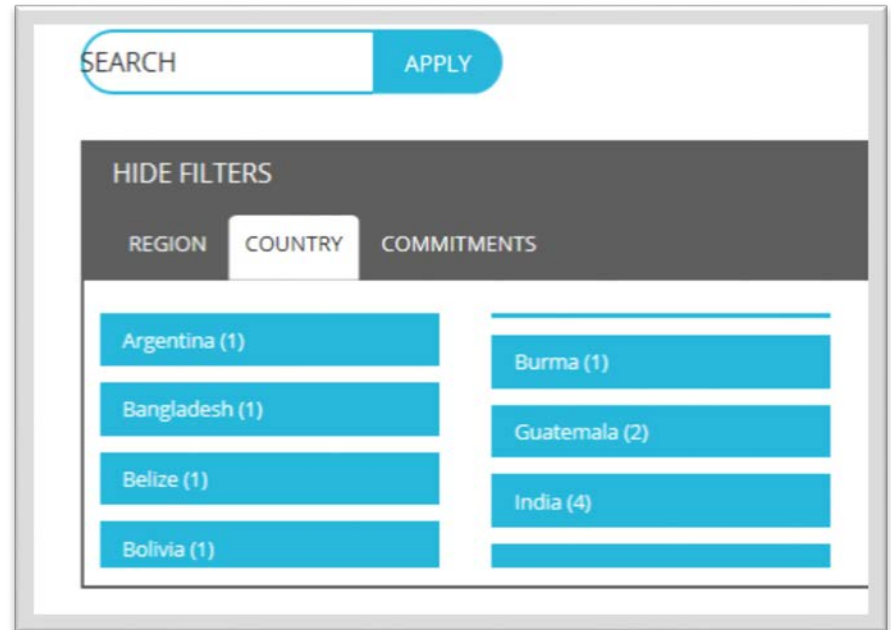 SEARCH APPLY
HIDE FILTERS
REGION COUNTRY COMMITMENTS
Argentina (1)
Bangladesh (1)
Belize (1)
Bolivia (1)
Burma (1)
Guatemala (2)
India (4)